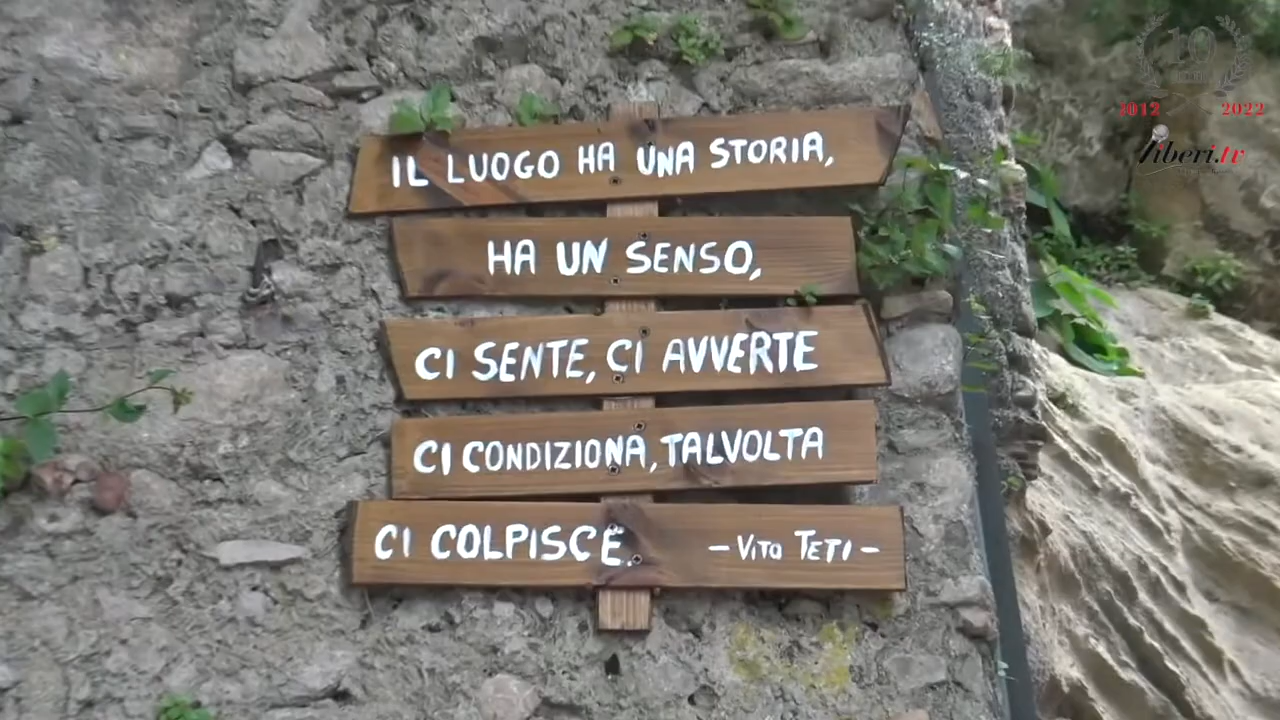 10
1012 2022
liberi.tv
IL LUOGO HA UNA STORIA,
HA UN SENSO,
CI SENTE, CI AVVERTE
CI CONDIZIONA, TALVOLTA
CI COLPISCE. - VITO TETI -